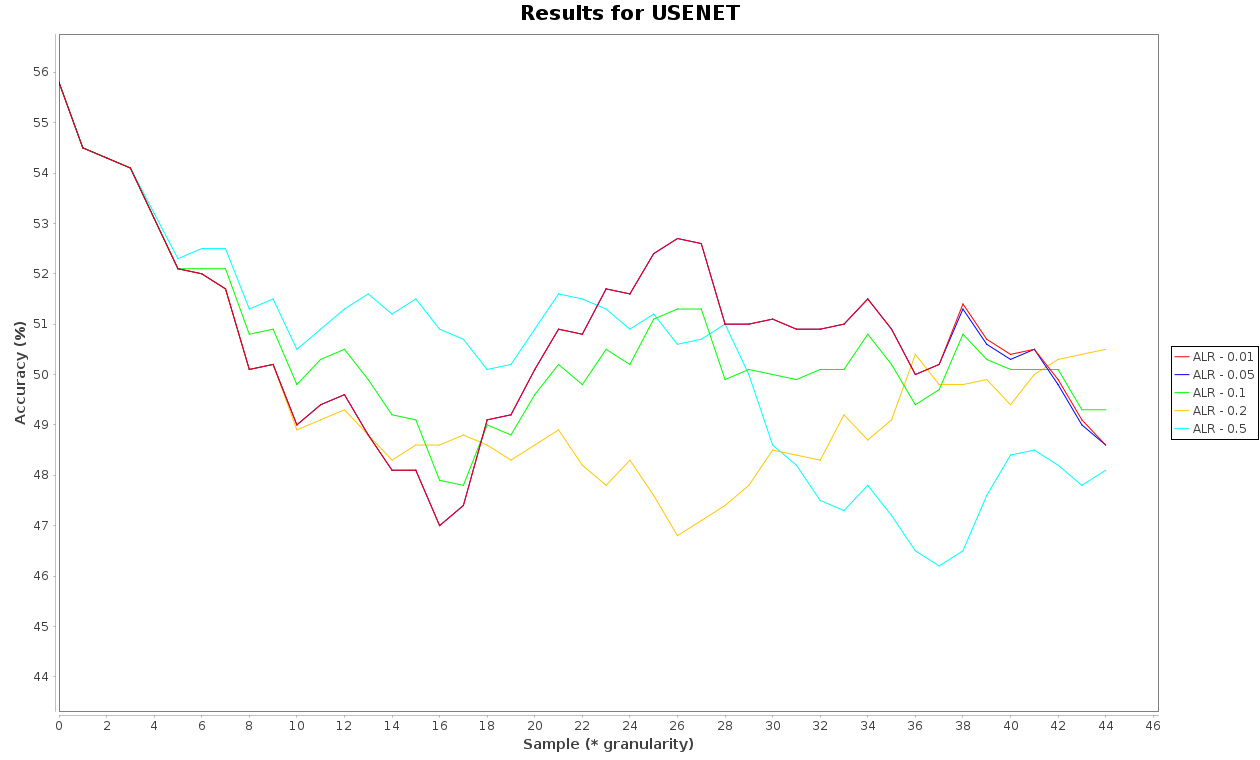 Results for USENET
Accuracy (%)
56
55
54
53
52
51
50
49
48
47
46
45
44
0 2 4 6 8 10 12 14 16 18 20 22 24 26 28 30 32 34 36 38 40 42 44 46
Sample (* granularity)
ALR - 0.01
ALR - 0.05
ALR - 0.1
ALR - 0.2
ALR - 0.5